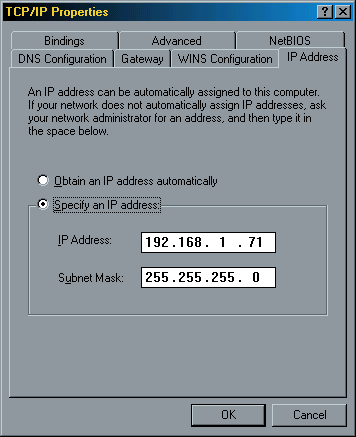 TCP/IP Properties
Bindings Advanced NetBIOS
DNS Configuration Gateway WINS Configuration IP Address
An IP address can be automatically assigned to this computer.
If your network does not automatically assign IP addresses, ask
your network administrator for an address, and then type it in
the space below.
Obtain an IP address automatically
Specify an IP address:
IP Address: 192.168. 1 .71
Subnet Mask: 255.255.255. 0
OK Cancel